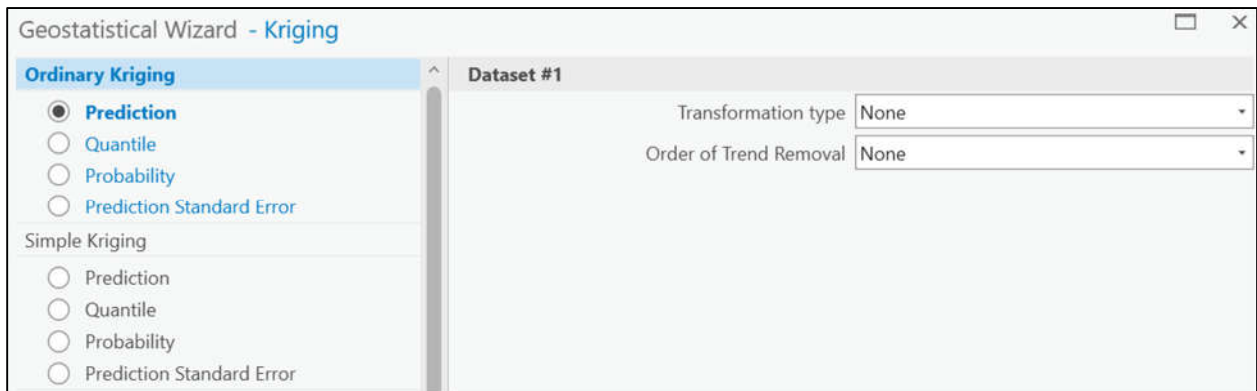 Geostatistical Wizard - Kriging
Ordinary Kriging
Prediction
Quantile
Probability
Prediction Standard Error
Simple Kriging
Prediction
Quantile
Probability
Prediction Standard Error
Dataset #1
Transformation type None
Order of Trend Removal None